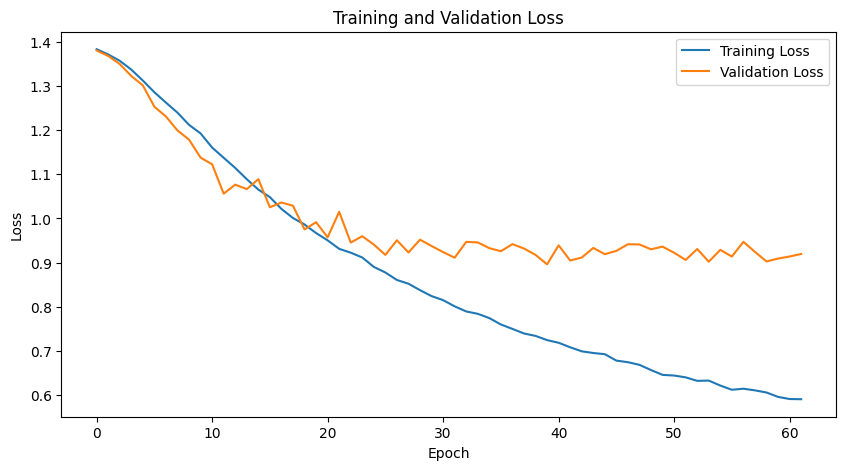 Training and Validation Loss
Training Loss
Validation Loss
1.4
1.3
1.2
1.1
1.0
0.9
0.8
0.7
0.6
Loss
0 10 20 30 40 50 60
Epoch